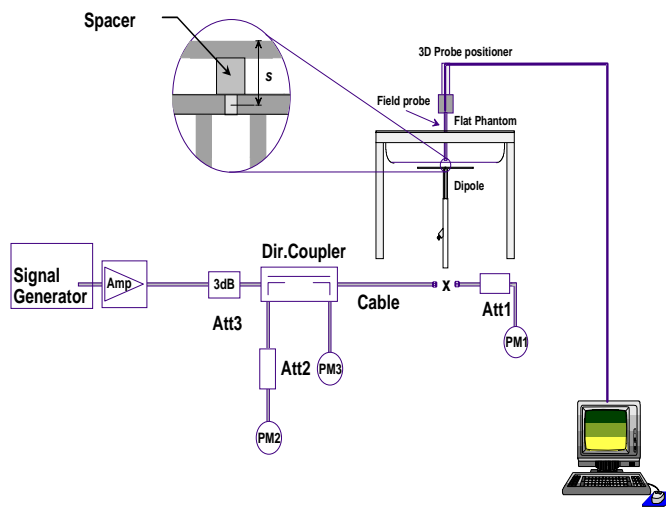 Spacer
s
3D Probe positioner
Field probe
Flat Phantom
Dipole
Signal
Generator
Amp
3dB
Att3
Dir.Coupler
Cable
x
Att1
PM1
Att2
PM3
PM2